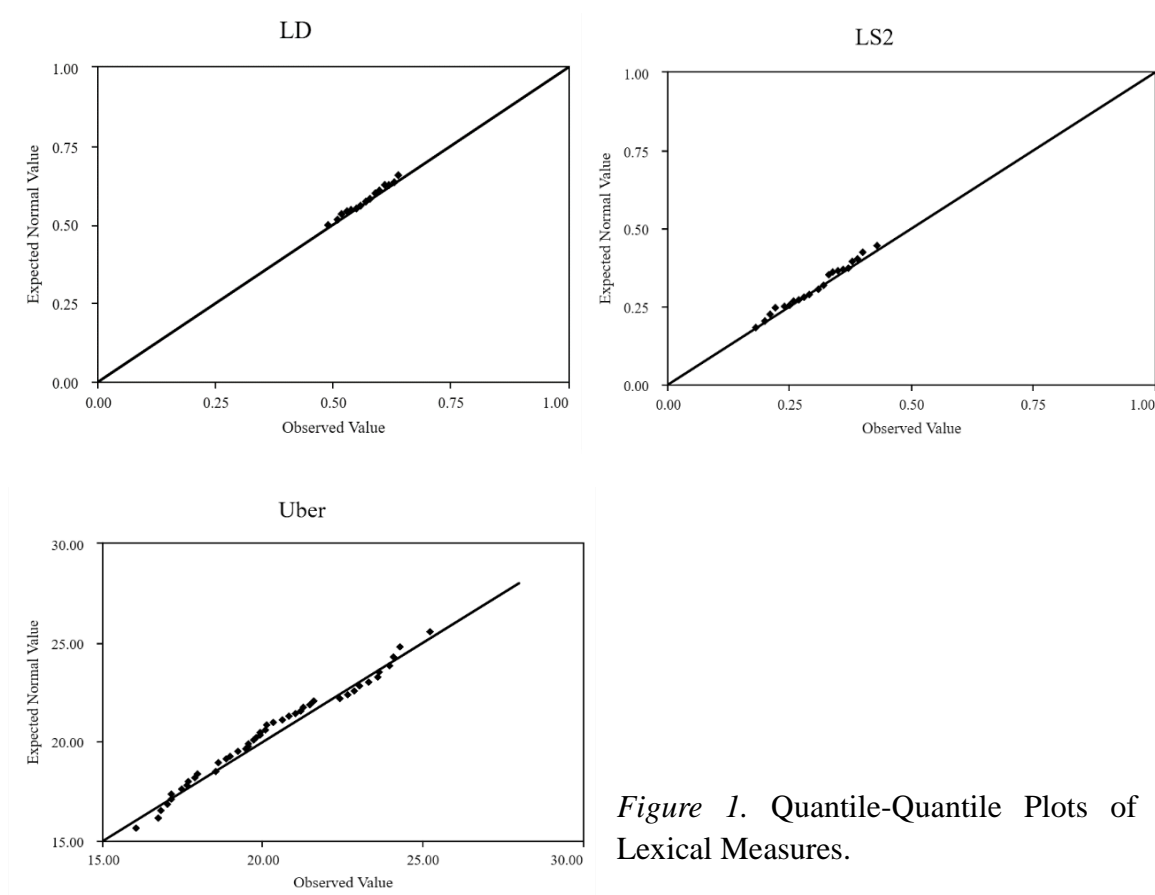 LD
1.00
0.75
0.50
0.25
0.00
Expected Normal Value
0.00 0.25 0.50 0.75 1.00
Observed Value
LS2
1.00
0.75
0.50
0.25
0.00
Expected Normal Value
0.00 0.25 0.50 0.75 1.00
Observed Value
Uber
30.00
25.00
20.00
15.00
Expected Normal Value
15.00 20.00 25.00 30.00
Observed Value
Figure 1. Quantile-Quantile Plots of
Lexical Measures.